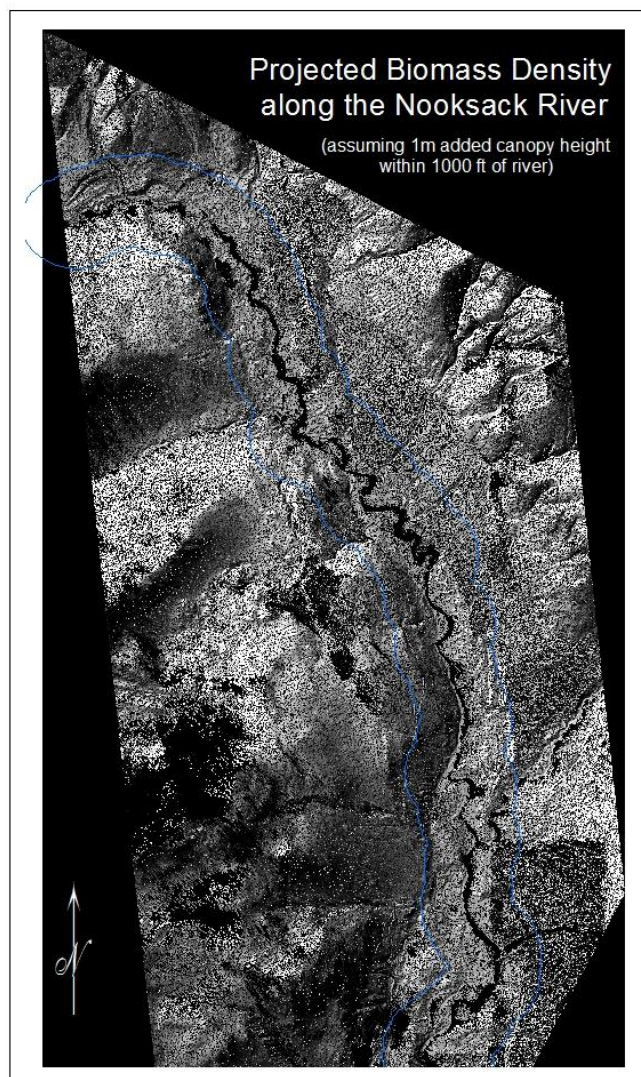 Projected Biomass Density
along the Nooksack River
(assuming 1m added canopy height
within 1000 ft of river)
N